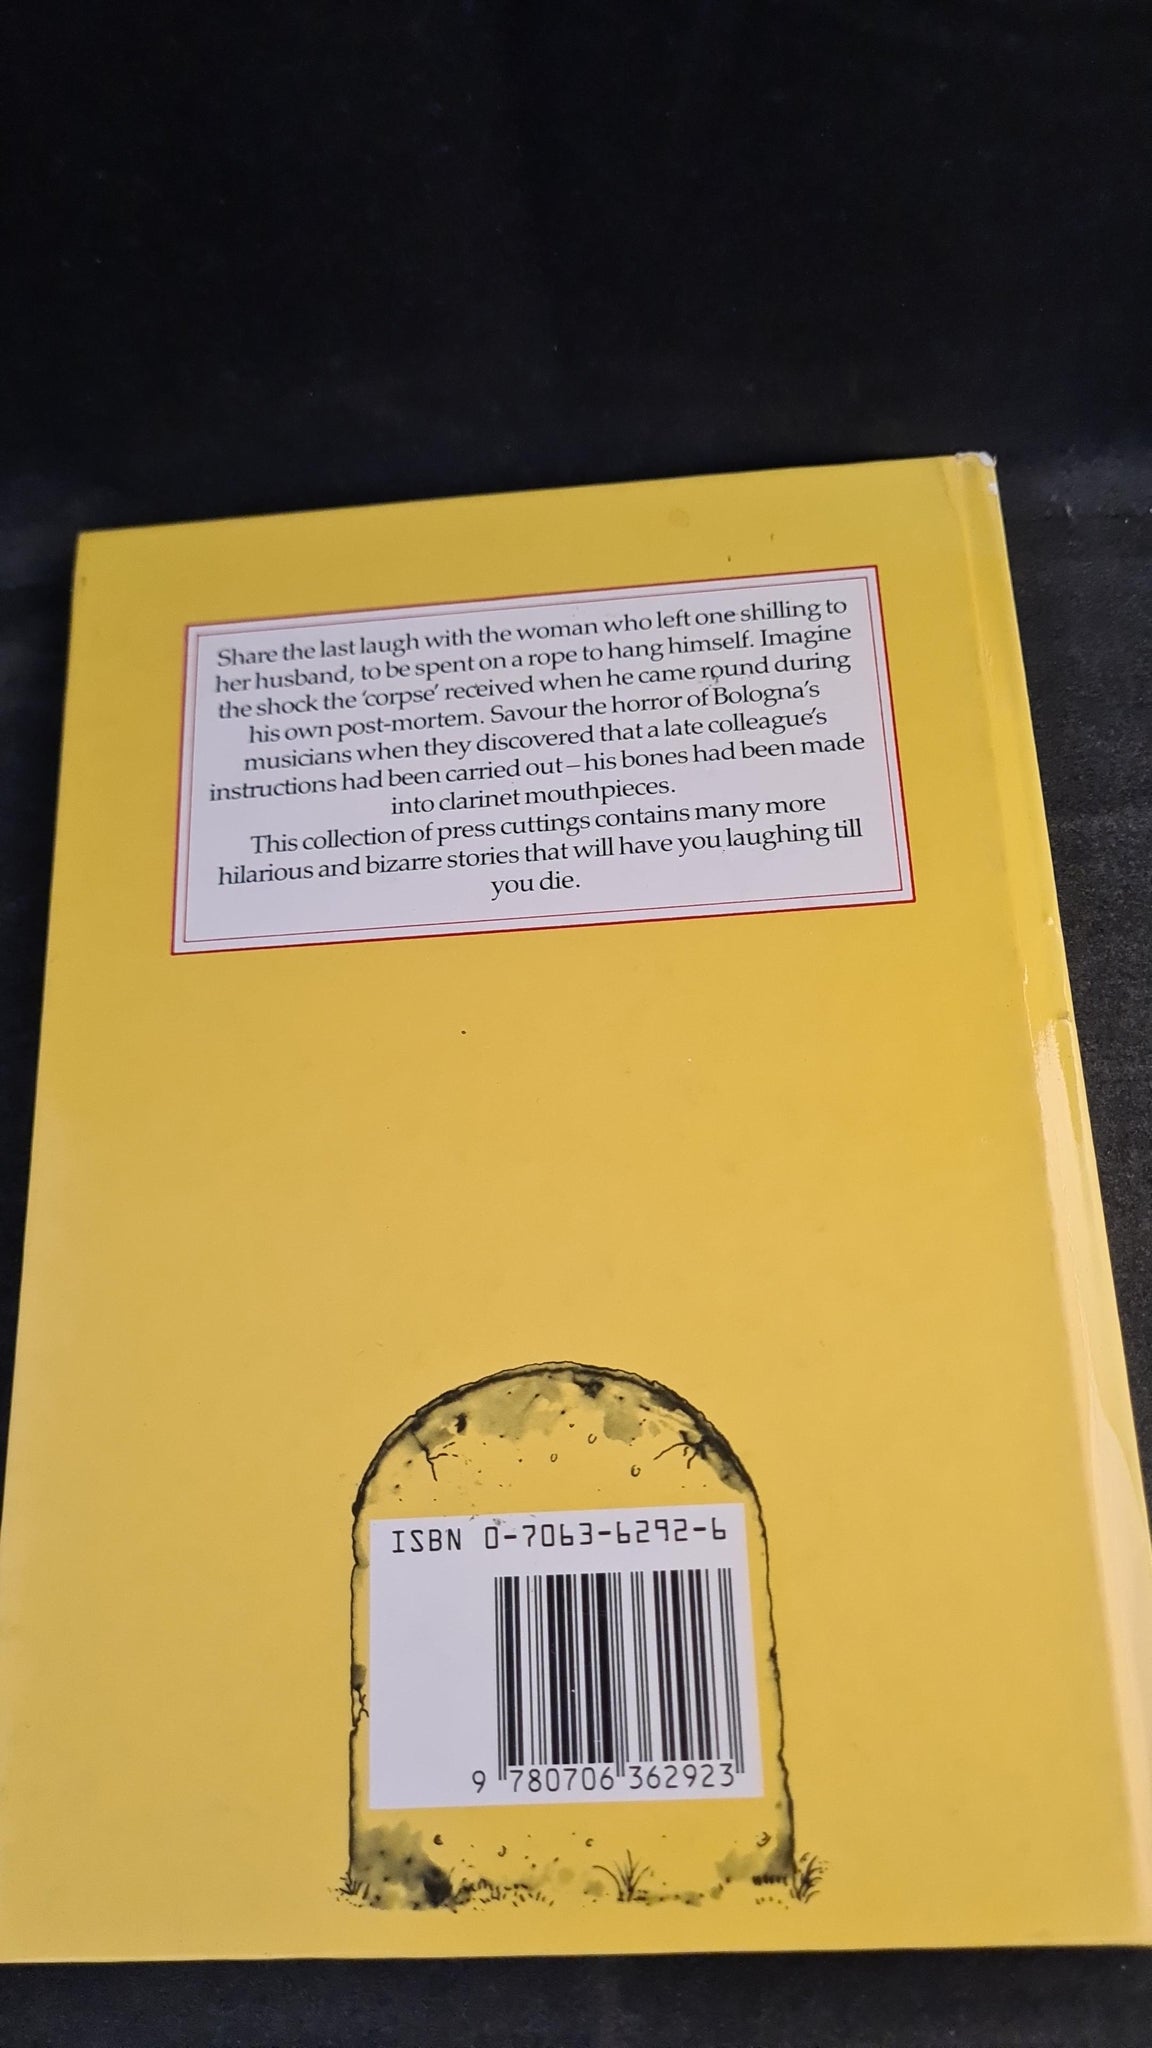 Share the last laugh with the woman who left one shilling to
her husband, to be spent on a rope to hang himself. Imagine
the shock the ‘corpse’ received when he came round during
his own post-mortem. Savour the horror of Bologna’s
musicians when they discovered that a late colleague’s
instructions had been carried out – his bones had been made
into clarinet mouthpieces.
This collection of press cuttings contains many more
hilarious and bizarre stories that will have you laughing till
you die.
ISBN 0-7063-6292-6
9 780706 362923